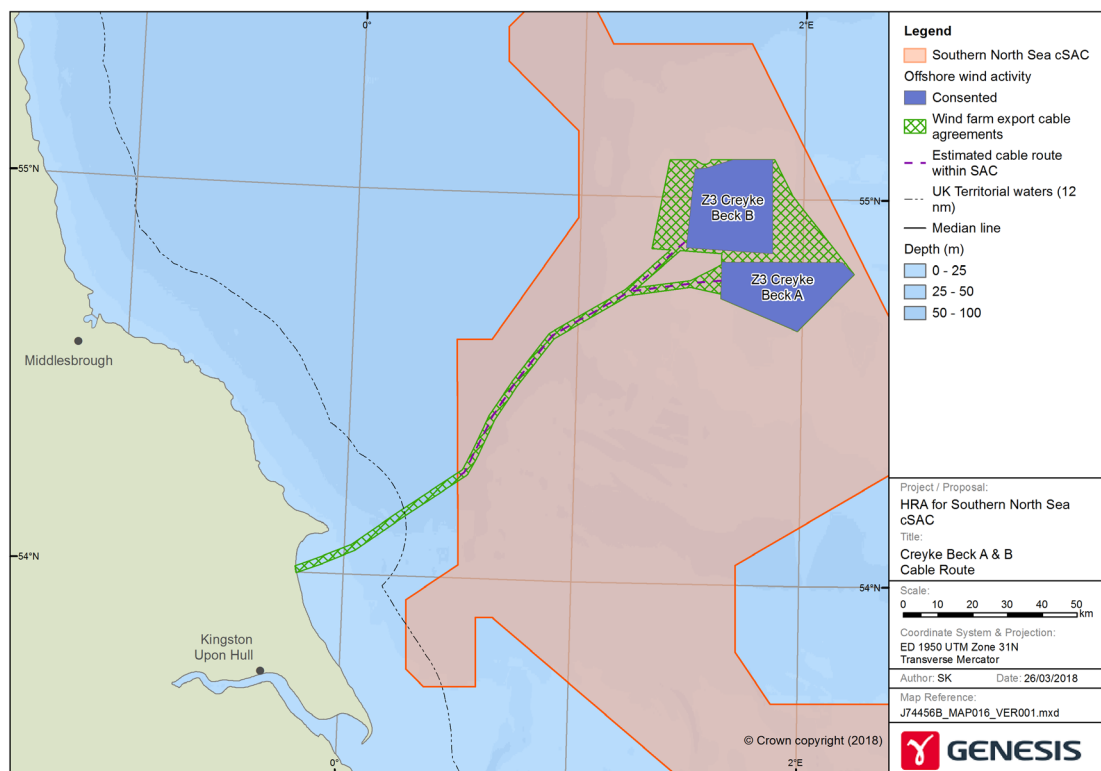 0°
2°E
55°N
55°N
Z3 Creyke
Beck B
Z3 Creyke
Beck A
Middlesbrough
54°N
54°N
Kingston
Upon Hull
© Crown copyright (2018)
0°
2°E
Legend
Southern North Sea cSAC
Offshore wind activity
Consented
Wind farm export cable
agreements
Estimated cable route
within SAC
UK Territorial waters (12
nm)
Median line
Depth (m)
0 - 25
25 - 50
50 - 100
Project / Proposal:
HRA for Southern North Sea
cSAC
Title:
Creyke Beck A & B
Cable Route
Scale:
0 10 20 30 40 50
km
Coordinate System & Projection:
ED 1950 UTM Zone 31N
Transverse Mercator
Author: SK Date: 26/03/2018
Map Reference:
J74456B_MAP016_VER001.mxd
GENESIS